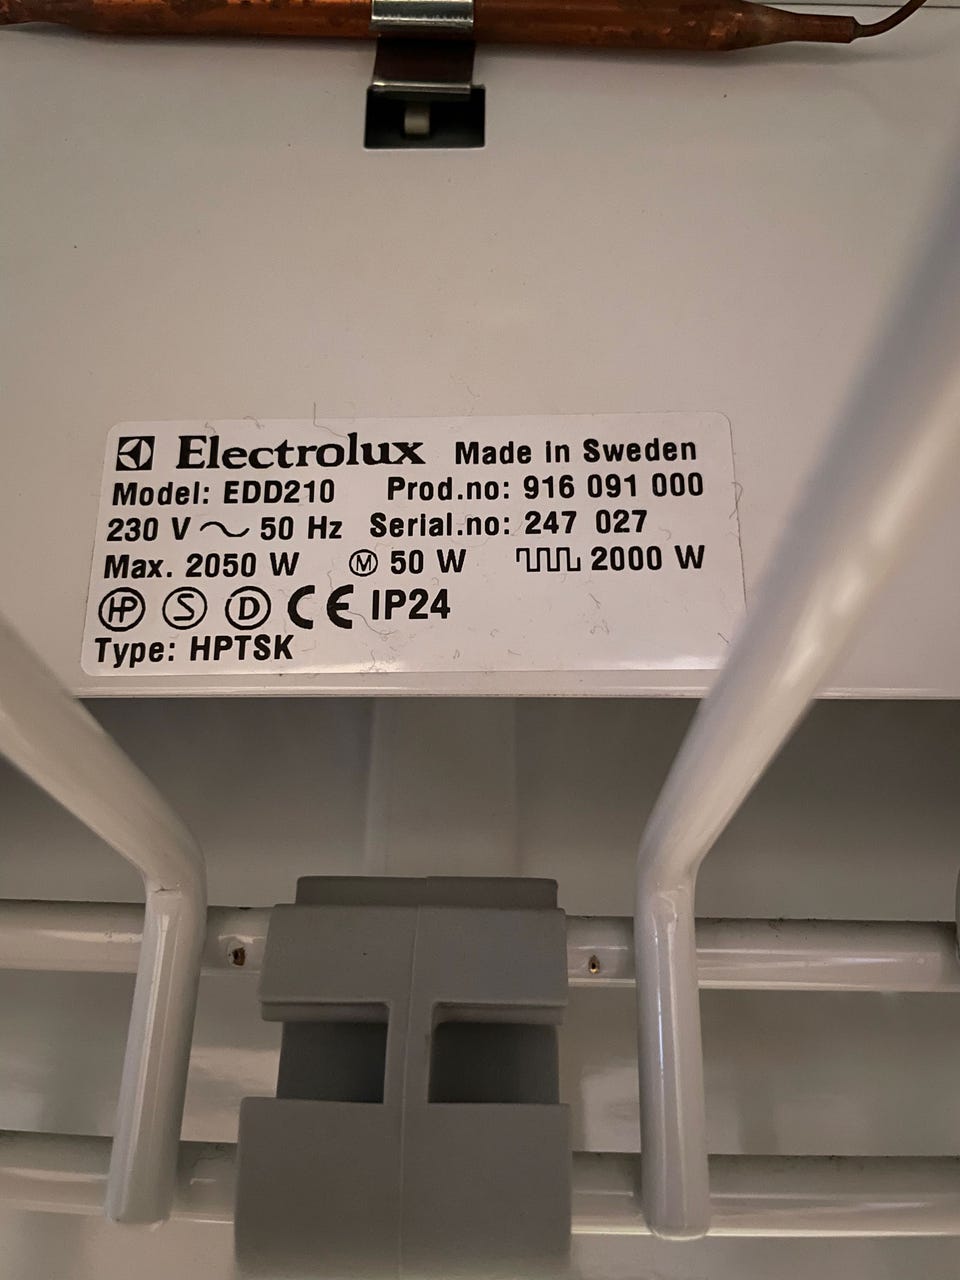 Electrolux Made in Sweden
Model: EDD210 Prod.no: 916 091 000
230 V ~ 50 Hz Serial.no: 247 027
Max. 2050 W M 50 W 2000 W
HP S D CE IP24
Type: HPTSK